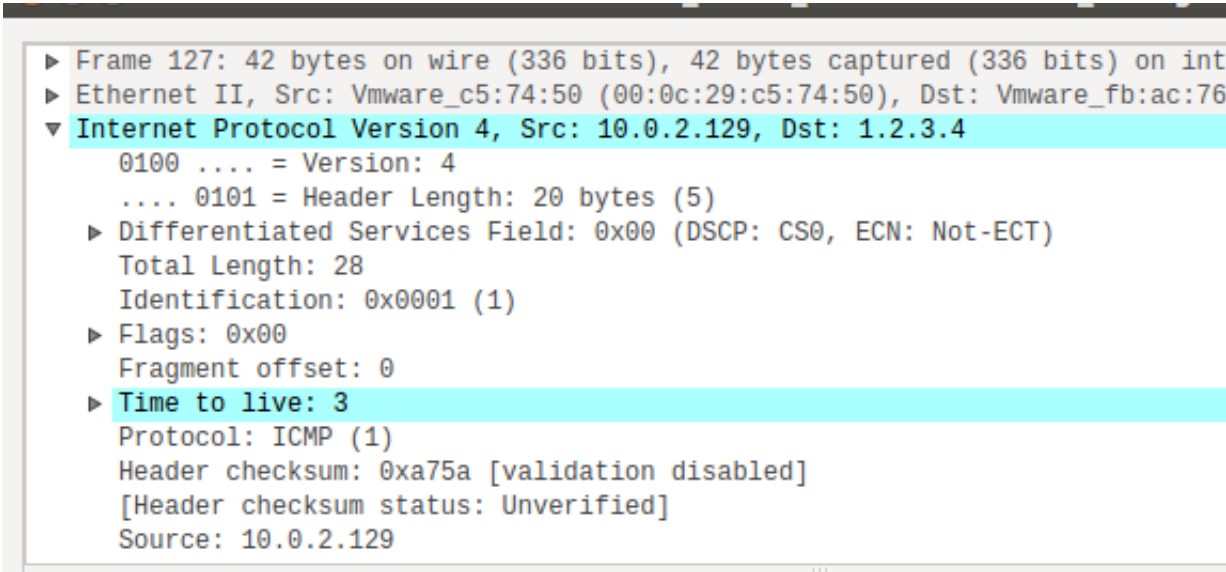 Frame 127: 42 bytes on wire (336 bits), 42 bytes captured (336 bits) on int
Ethernet II, Src: Vmware_c5:74:50 (00:0c:29:c5:74:50), Dst: Vmware_fb:ac:76
Internet Protocol Version 4, Src: 10.0.2.129, Dst: 1.2.3.4
0100 .... = Version: 4
.... 0101 = Header Length: 20 bytes (5)
Differentiated Services Field: 0x00 (DSCP: CS0, ECN: Not-ECT)
Total Length: 28
Identification: 0x0001 (1)
Flags: 0x00
Fragment offset: 0
Time to live: 3
Protocol: ICMP (1)
Header checksum: 0xa75a [validation disabled]
[Header checksum status: Unverified]
Source: 10.0.2.129